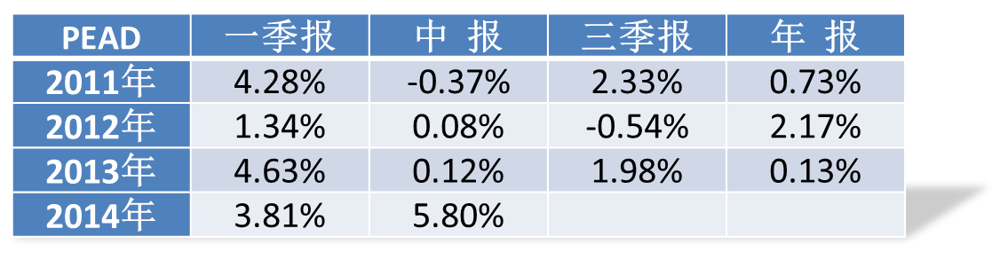 PEAD 一季报 中 报 三季报 年 报
2011年 4.28% -0.37% 2.33% 0.73%
2012年 1.34% 0.08% -0.54% 2.17%
2013年 4.63% 0.12% 1.98% 0.13%
2014年 3.81% 5.80%